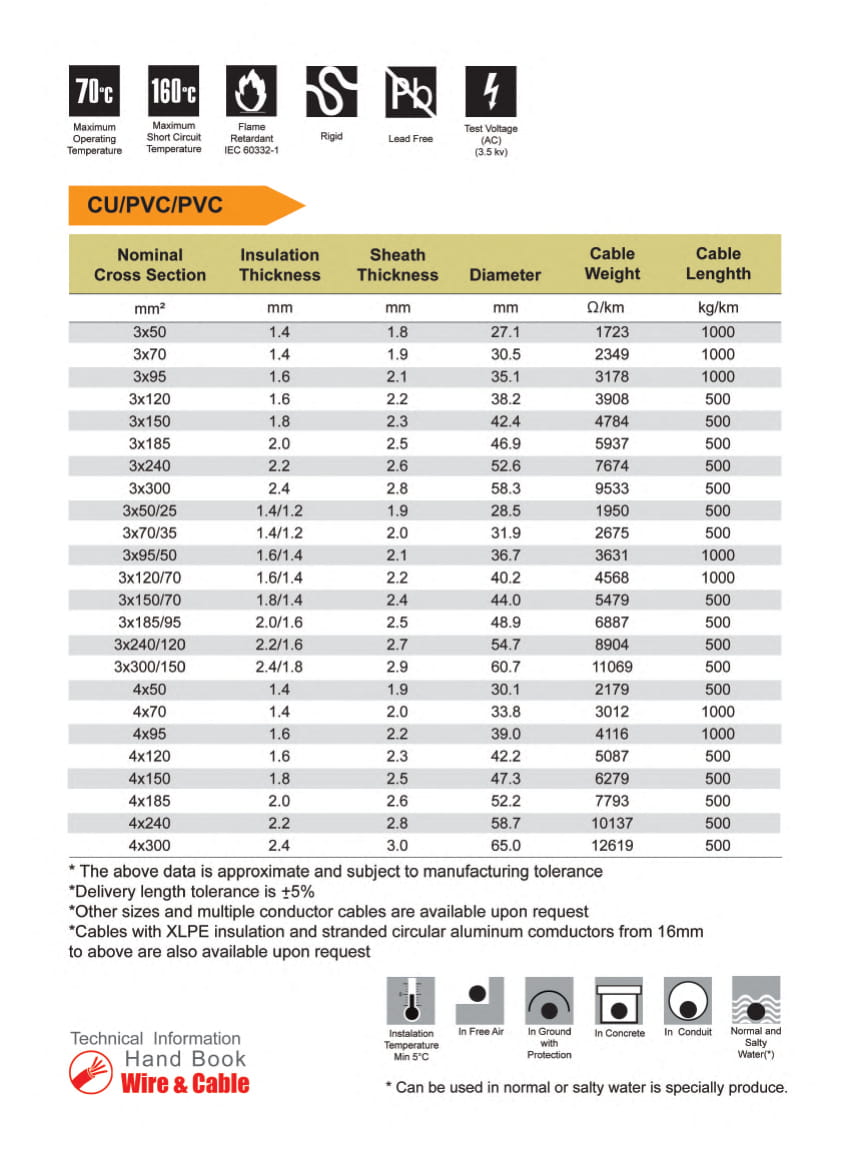 70°C 160°C Pb
Maximum
Operating
Temperature
Maximum
Short Circuit
Temperature
Flame
Retardant
IEC 60332-1
Rigid
Lead Free
Test Voltage
(AC)
(3.5 kv)
CU/PVC/PVC
Nominal Cross Section Insulation Thickness Sheath Thickness Diameter Cable Weight Cable Lenghth
mm² mm mm mm Ω/km kg/km
3x50 1.4 1.8 27.1 1723 1000
3x70 1.4 1.9 30.5 2349 1000
3x95 1.6 2.1 35.1 3178 1000
3x120 1.6 2.2 38.2 3908 500
3x150 1.8 2.3 42.4 4784 500
3x185 2.0 2.5 46.9 5937 500
3x240 2.2 2.6 52.6 7674 500
3x300 2.4 2.8 58.3 9533 500
3x50/25 1.4/1.2 1.9 28.5 1950 500
3x70/35 1.4/1.2 2.0 31.9 2675 500
3x95/50 1.6/1.4 2.1 36.7 3631 1000
3x120/70 1.6/1.4 2.2 40.2 4568 1000
3x150/70 1.8/1.4 2.4 44.0 5479 500
3x185/95 2.0/1.6 2.5 48.9 6887 500
3x240/120 2.2/1.6 2.7 54.7 8904 500
3x300/150 2.4/1.8 2.9 60.7 11069 500
4x50 1.4 1.9 30.1 2179 500
4x70 1.4 2.0 33.8 3012 1000
4x95 1.6 2.2 39.0 4116 1000
4x120 1.6 2.3 42.2 5087 500
4x150 1.8 2.5 47.3 6279 500
4x185 2.0 2.6 52.2 7793 500
4x240 2.2 2.8 58.7 10137 500
4x300 2.4 3.0 65.0 12619 500
* The above data is approximate and subject to manufacturing tolerance
*Delivery length tolerance is ±5%
*Other sizes and multiple conductor cables are available upon request
*Cables with XLPE insulation and stranded circular aluminum comductors from 16mm
to above are also available upon request
Instalation
Temperature
Min 5°C
In Free Air
In Ground
with
Protection
In Concrete
In Conduit
Normal and
Salty
Water(*)
Technical Information
Hand Book
Wire & Cable
* Can be used in normal or salty water is specially produce.